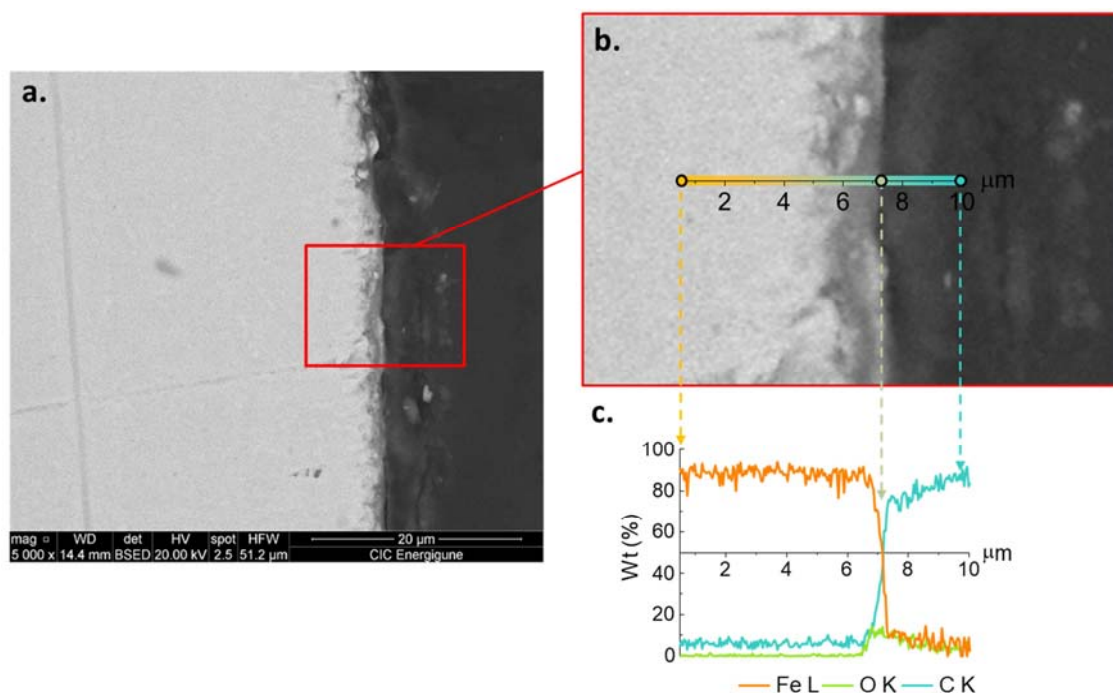 a.
mag □ WD det HV spot HFW 20 µm
5 000 x 14.4 mm BSED 20.00 kV 2.5 51.2 µm CIC Energigune
b.
2 4 6 8 10 µm
c.
Wt (%)
100
80
60
40
20
0
2 4 6 8 10
µm
Fe L O K C K